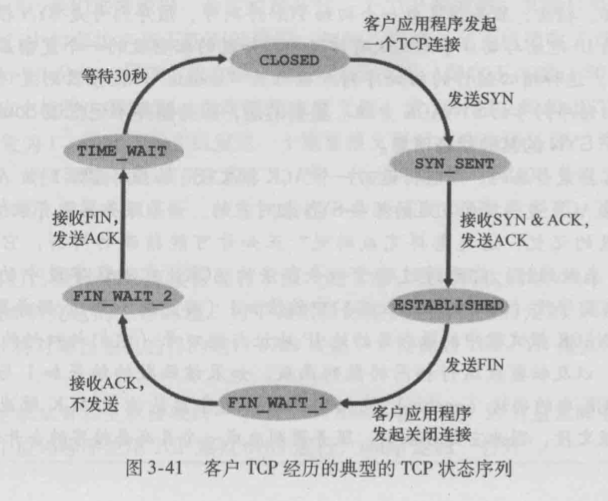 客户应用程序发起
一个TCP连接
CLOSED
等待30秒
发送SYN
TIME_WAIT
SYN_SENT
接收FIN，
发送ACK
接收SYN & ACK，
发送ACK
FIN_WAIT_2
ESTABLISHED
发送FIN
接收ACK，
不发送
FIN_WAIT_1
客户应用程序
发起关闭连接
图 3-41 客户 TCP 经历的典型的 TCP 状态序列